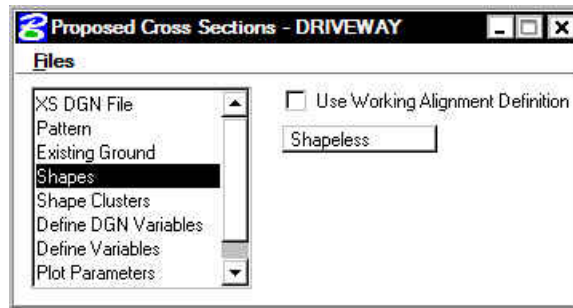 Proposed Cross Sections - DRIVEWAY
Files
XS DGN File
Pattern
Existing Ground
Shapes
Shape Clusters
Define DGN Variables
Define Variables
Plot Parameters
Use Working Alignment Definition
Shapeless